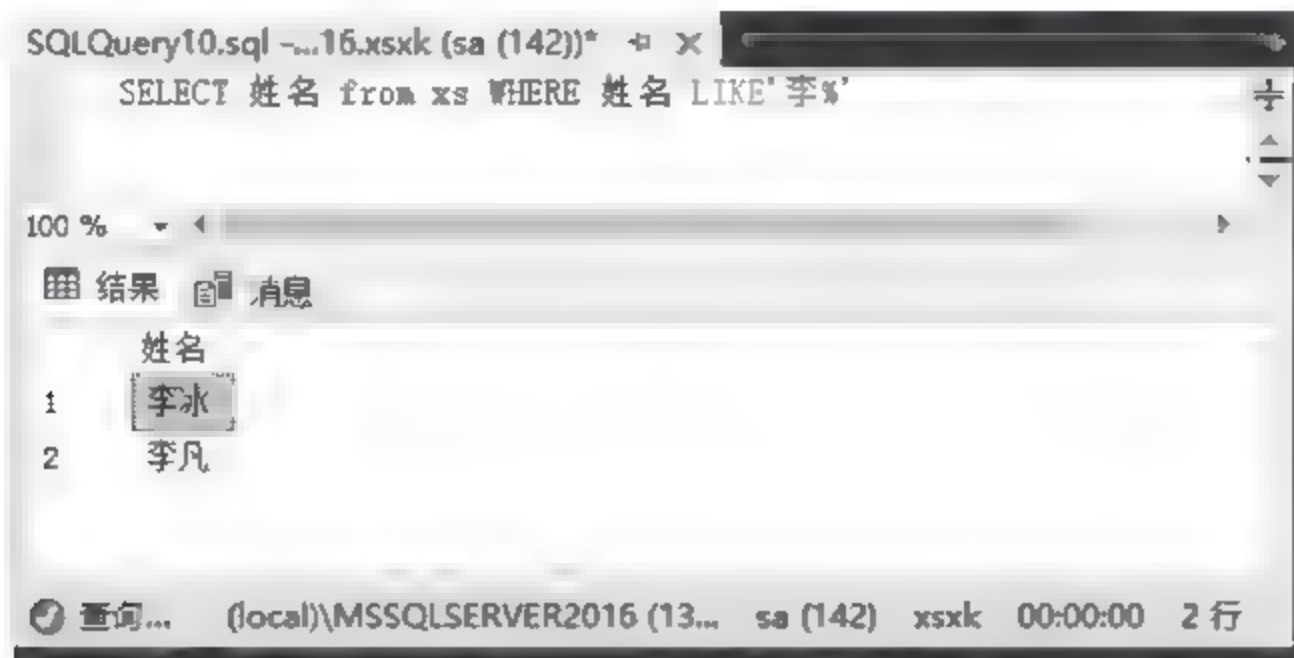 SQLQuery10.sql -...16.xsxk (sa (142))*
SELECT 姓名 from xs WHERE 姓名 LIKE'李%'
100 %
结果 消息
姓名
1 李冰
2 李凡
查询... (local)\MSSQLSERVER2016 (13... sa (142) xsxk 00:00:00 2 行